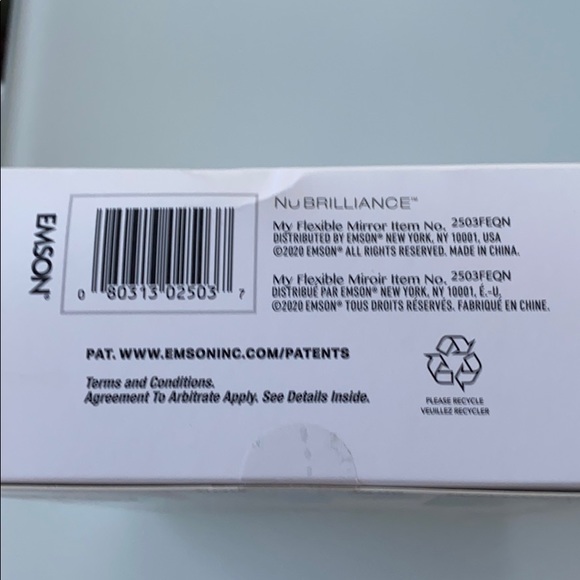 EMSON®
0 80313 02503 7
NuBRILLIANCE™
My Flexible Mirror Item No. 2503FEQN
DISTRIBUTED BY EMSON® NEW YORK, NY 10001, USA
©2020 EMSON® ALL RIGHTS RESERVED. MADE IN CHINA.
My Flexible Miroir Item No. 2503FEQN
DISTRIBUÉ PAR EMSON® NEW YORK, NY 10001, É.-U.
©2020 EMSON® TOUS DROITS RÉSERVÉS. FABRIQUÉ EN CHINE.
PAT. WWW.EMSONINC.COM/PATENTS
Terms and Conditions.
Agreement To Arbitrate Apply. See Details Inside.
PLEASE RECYCLE
VEUILLEZ RECYCLER